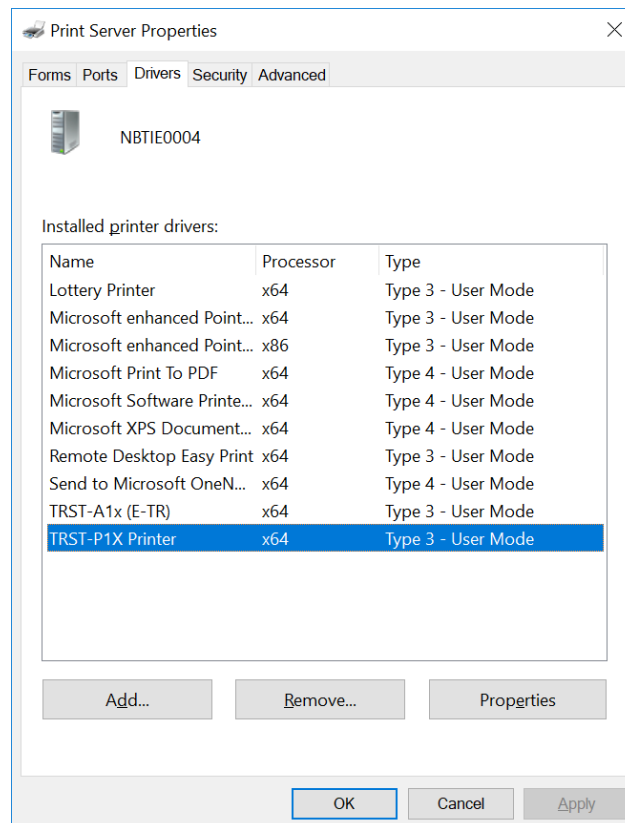 Print Server Properties
Forms Ports Drivers Security Advanced
NBTIE0004
Installed printer drivers:
Name Processor Type
Lottery Printer x64 Type 3 - User Mode
Microsoft enhanced Point... x64 Type 3 - User Mode
Microsoft enhanced Point... x86 Type 3 - User Mode
Microsoft Print To PDF x64 Type 4 - User Mode
Microsoft Software Printe... x64 Type 4 - User Mode
Microsoft XPS Document... x64 Type 4 - User Mode
Remote Desktop Easy Print x64 Type 3 - User Mode
Send to Microsoft OneN... x64 Type 4 - User Mode
TRST-A1x (E-TR) x64 Type 3 - User Mode
TRST-P1X Printer x64 Type 3 - User Mode
Add... Remove... Properties
OK Cancel Apply